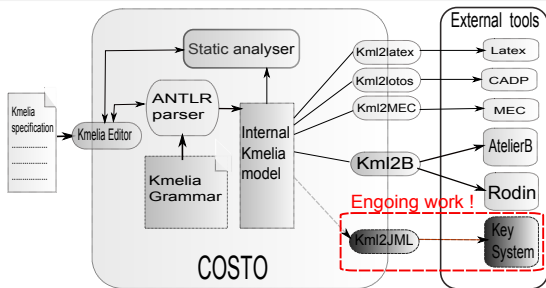 External tools
Static analyser
Kml2latex
Latex
Kml2lotos
CADP
Kmelia
specification
...............
...............
...............
Kmelia Editor
ANTLR
parser
Internal
Kmelia
model
Kml2MEC
MEC
AtelierB
Kml2B
Kmelia
Grammar
Rodin
Engoing work !
Kml2JML
Key
System
COSTO